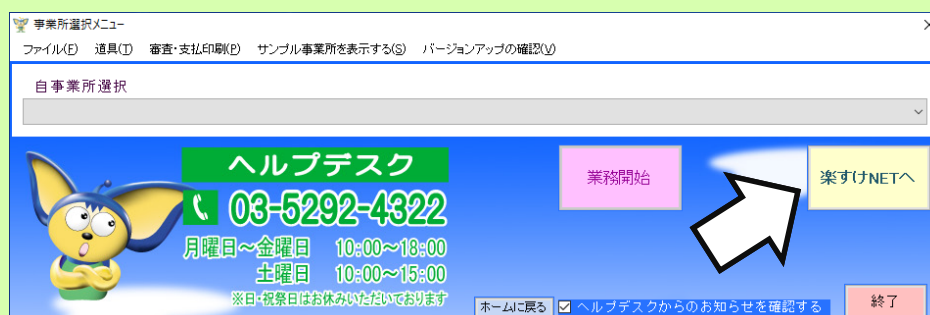 事業所選択メニュー
ファイル(F) 道具(T) 審査・支払印刷(P) サンプル事業所を表示する(S) バージョンアップの確認(V)
自事業所選択
ヘルプデスク
03-5292-4322
月曜日～金曜日 10:00～18:00
土曜日 10:00～15:00
※日・祝祭日はお休みいただいております
業務開始
楽すけNETへ
ホームに戻る
ヘルプデスクからのお知らせを確認する
終了